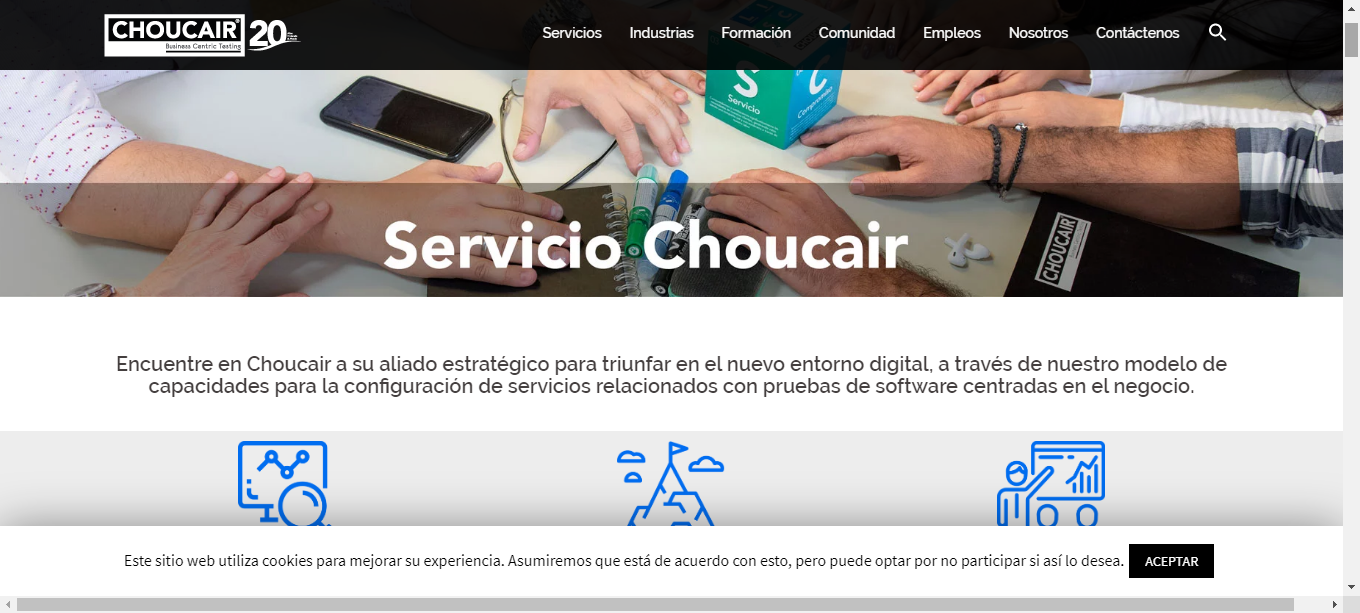 CHOUCAIR®
Business Centric Testing
20
Servicios
Industrias
Formación
Comunidad
Empleos
Nosotros
Contáctenos
S
Servicio
C
Compromiso
CHOUCAIR
Servicio Choucair
Encuentre en Choucair a su aliado estratégico para triunfar en el nuevo entorno digital, a través de nuestro modelo de
capacidades para la configuración de servicios relacionados con pruebas de software centradas en el negocio.
Este sitio web utiliza cookies para mejorar su experiencia. Asumiremos que está de acuerdo con esto, pero puede optar por no participar si así lo desea.
ACEPTAR